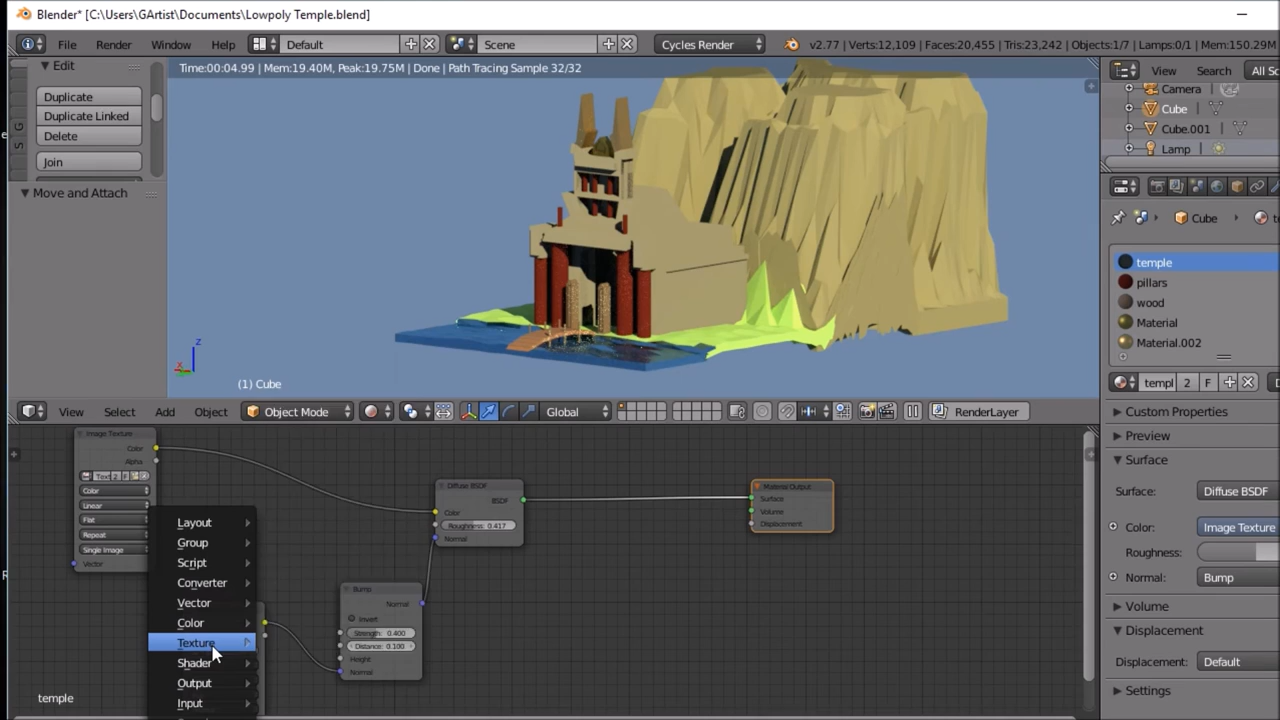 Blender* [C:\Users\GArtist\Documents\Lowpoly Temple.blend]
File Render Window Help Default Scene Cycles Render v2.77 | Verts:12,109 | Faces:20,455 | Tris:23,242 | Objects:1/7 | Lamps:0/1 | Mem:150.29M
Edit
Duplicate
Duplicate Linked
Delete
Join
Move and Attach
G
S
Time:00:04.99 | Mem:19.40M, Peak:19.75M | Done | Path Tracing Sample 32/32
z
x
(1) Cube
View Search All Sc
Camera
Cube
Cube.001
Lamp
Cube
temple
pillars
wood
Material
Material.002
templ 2 F
Custom Properties
Preview
Surface
Surface: Diffuse BSDF
Color: Image Texture
Roughness:
Normal: Bump
Volume
Displacement
Displacement: Default
Settings
View Select Add Object Object Mode Global RenderLayer
Image Texture
Color
Alpha
Tex 2 F
Color
Linear
Flat
Repeat
Single Image
Vector
Layout
Group
Script
Converter
Vector
Color
Texture
Shader
Output
Input
Diffuse BSDF
BSDF
Color
Roughness: 0.417
Normal
Bump
Normal
Invert
Strength: 0.400
Distance: 0.100
Height
Normal
Material Output
Surface
Volume
Displacement
temple